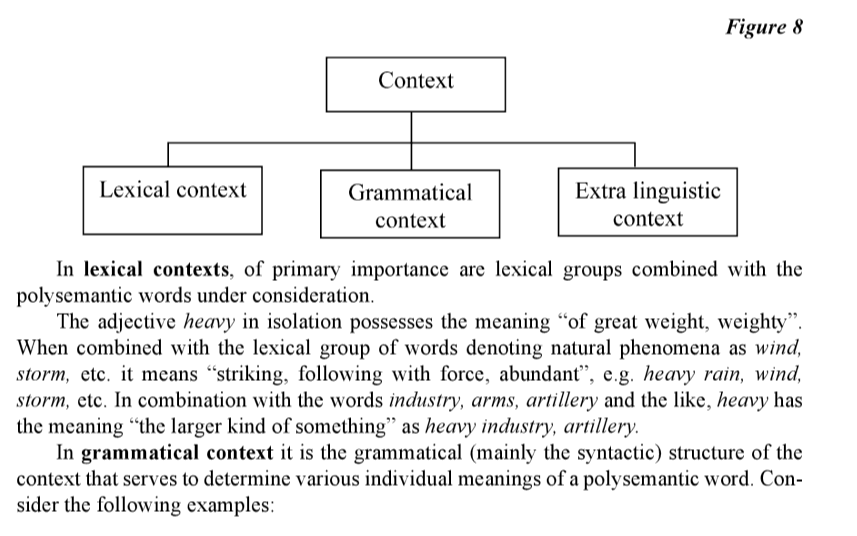 Figure 8
Context
Lexical context
Grammatical
context
Extra linguistic
context
In lexical contexts, of primary importance are lexical groups combined with the
polysemantic words under consideration.
The adjective heavy in isolation possesses the meaning “of great weight, weighty”.
When combined with the lexical group of words denoting natural phenomena as wind,
storm, etc. it means “striking, following with force, abundant”, e.g. heavy rain, wind,
storm, etc. In combination with the words industry, arms, artillery and the like, heavy has
the meaning “the larger kind of something” as heavy industry, artillery.
In grammatical context it is the grammatical (mainly the syntactic) structure of the
context that serves to determine various individual meanings of a polysemantic word. Con-
sider the following examples: